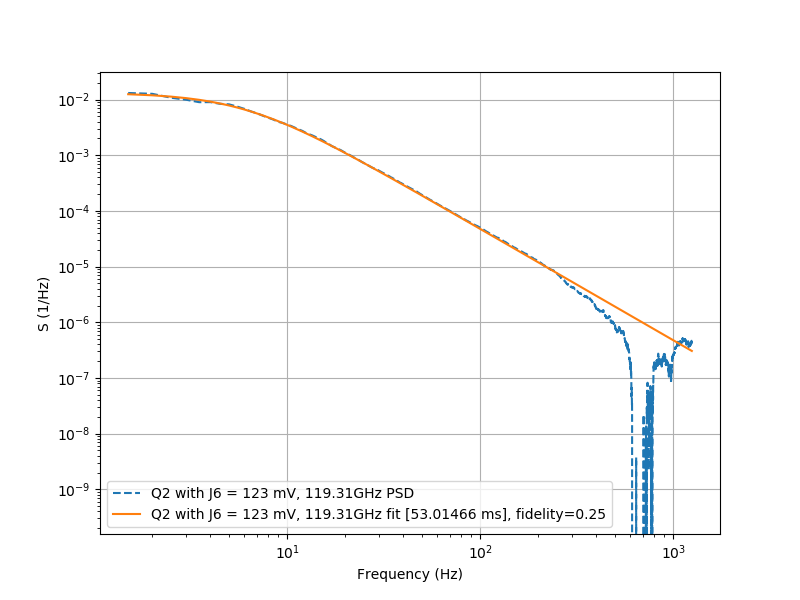 10⁻²
10⁻³
10⁻⁴
10⁻⁵
10⁻⁶
10⁻⁷
10⁻⁸
10⁻⁹
S (1/Hz)
Q2 with J6 = 123 mV, 119.31GHz PSD
Q2 with J6 = 123 mV, 119.31GHz fit [53.01466 ms], fidelity=0.25
10¹ 10² 10³
Frequency (Hz)